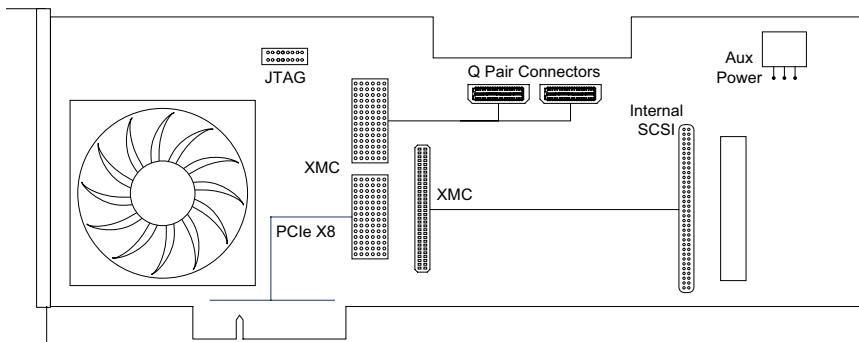 JTAG
Q Pair Connectors
Aux
Power
Internal
SCSI
XMC
XMC
PCIe X8